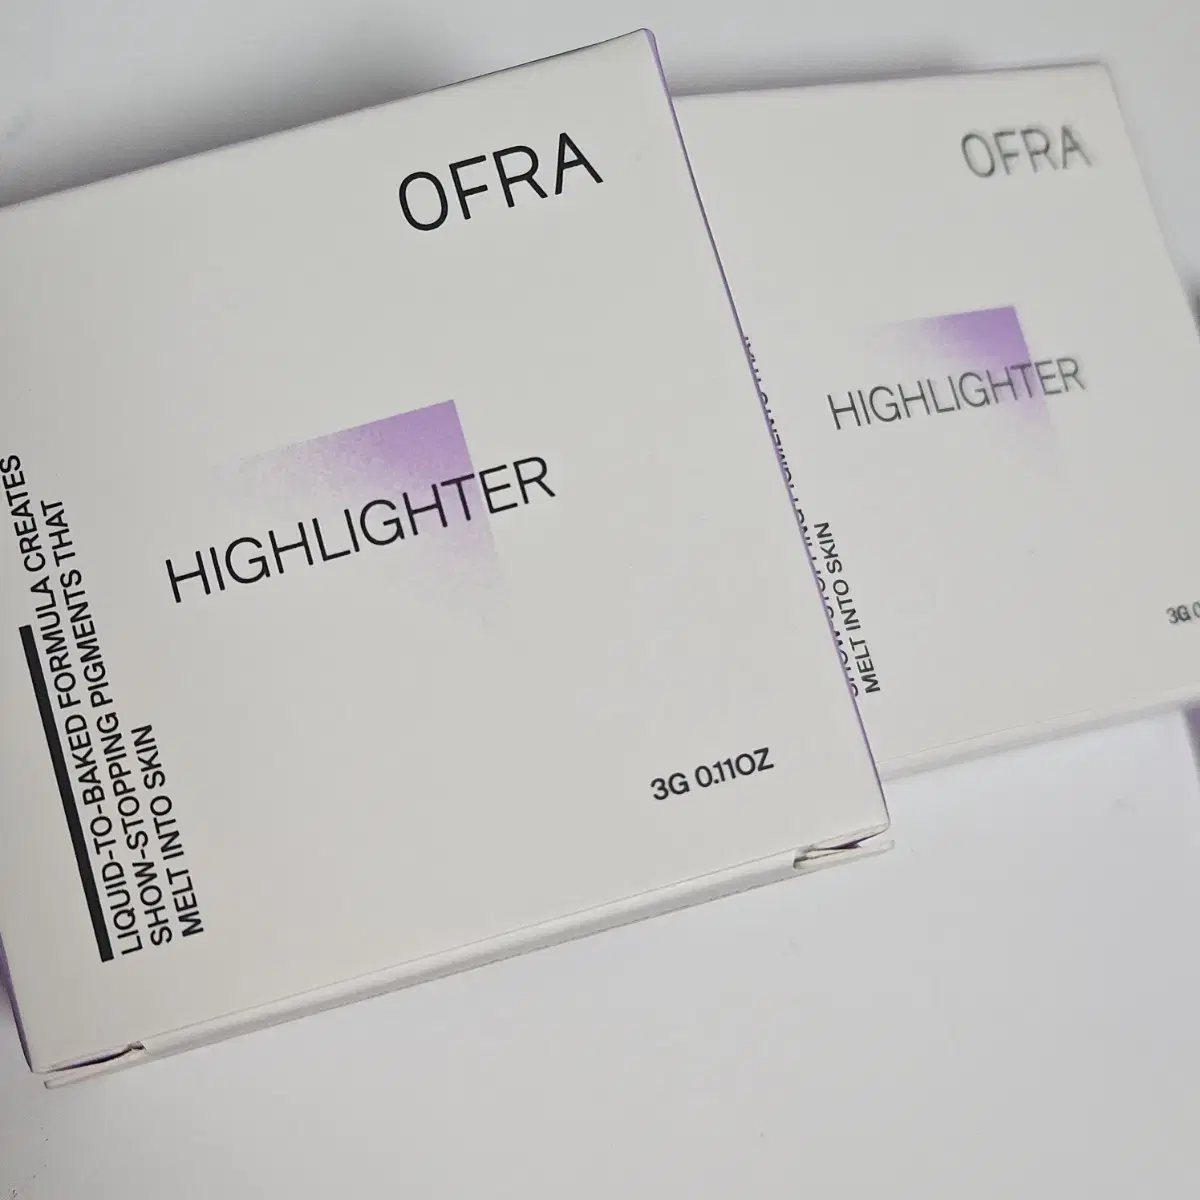 OFRA
HIGHLIGHTER
LIQUID-TO-BAKED FORMULA CREATES
SHOW-STOPPING PIGMENTS THAT
MELT INTO SKIN
3G 0.11OZ
OFRA
HIGHLIGHTER
MELT INTO SKIN
3G